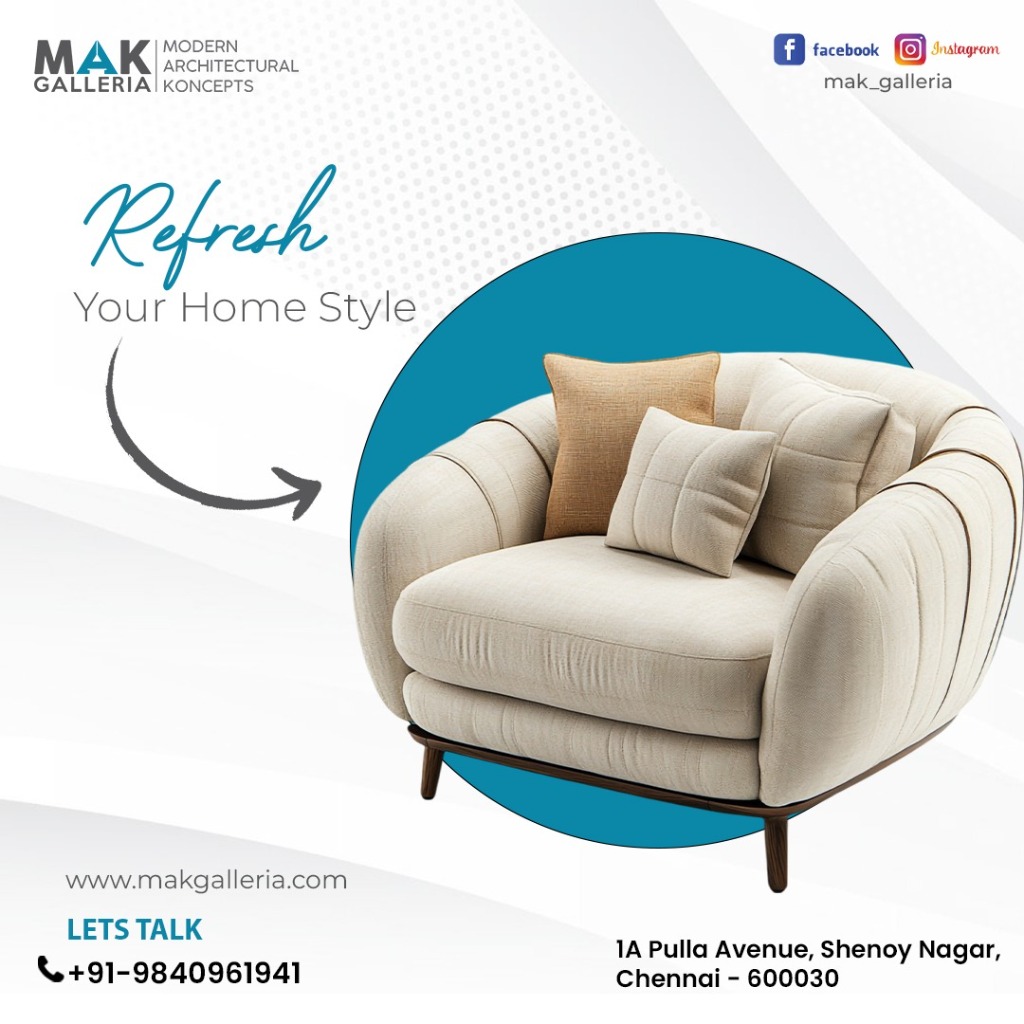 MAK GALLERIA
MODERN
ARCHITECTURAL
KONCEPTS
facebook Instagram
mak_galleria
Refresh
Your Home Style
www.makgalleria.com
LETS TALK
+91-9840961941
1A Pulla Avenue, Shenoy Nagar,
Chennai - 600030